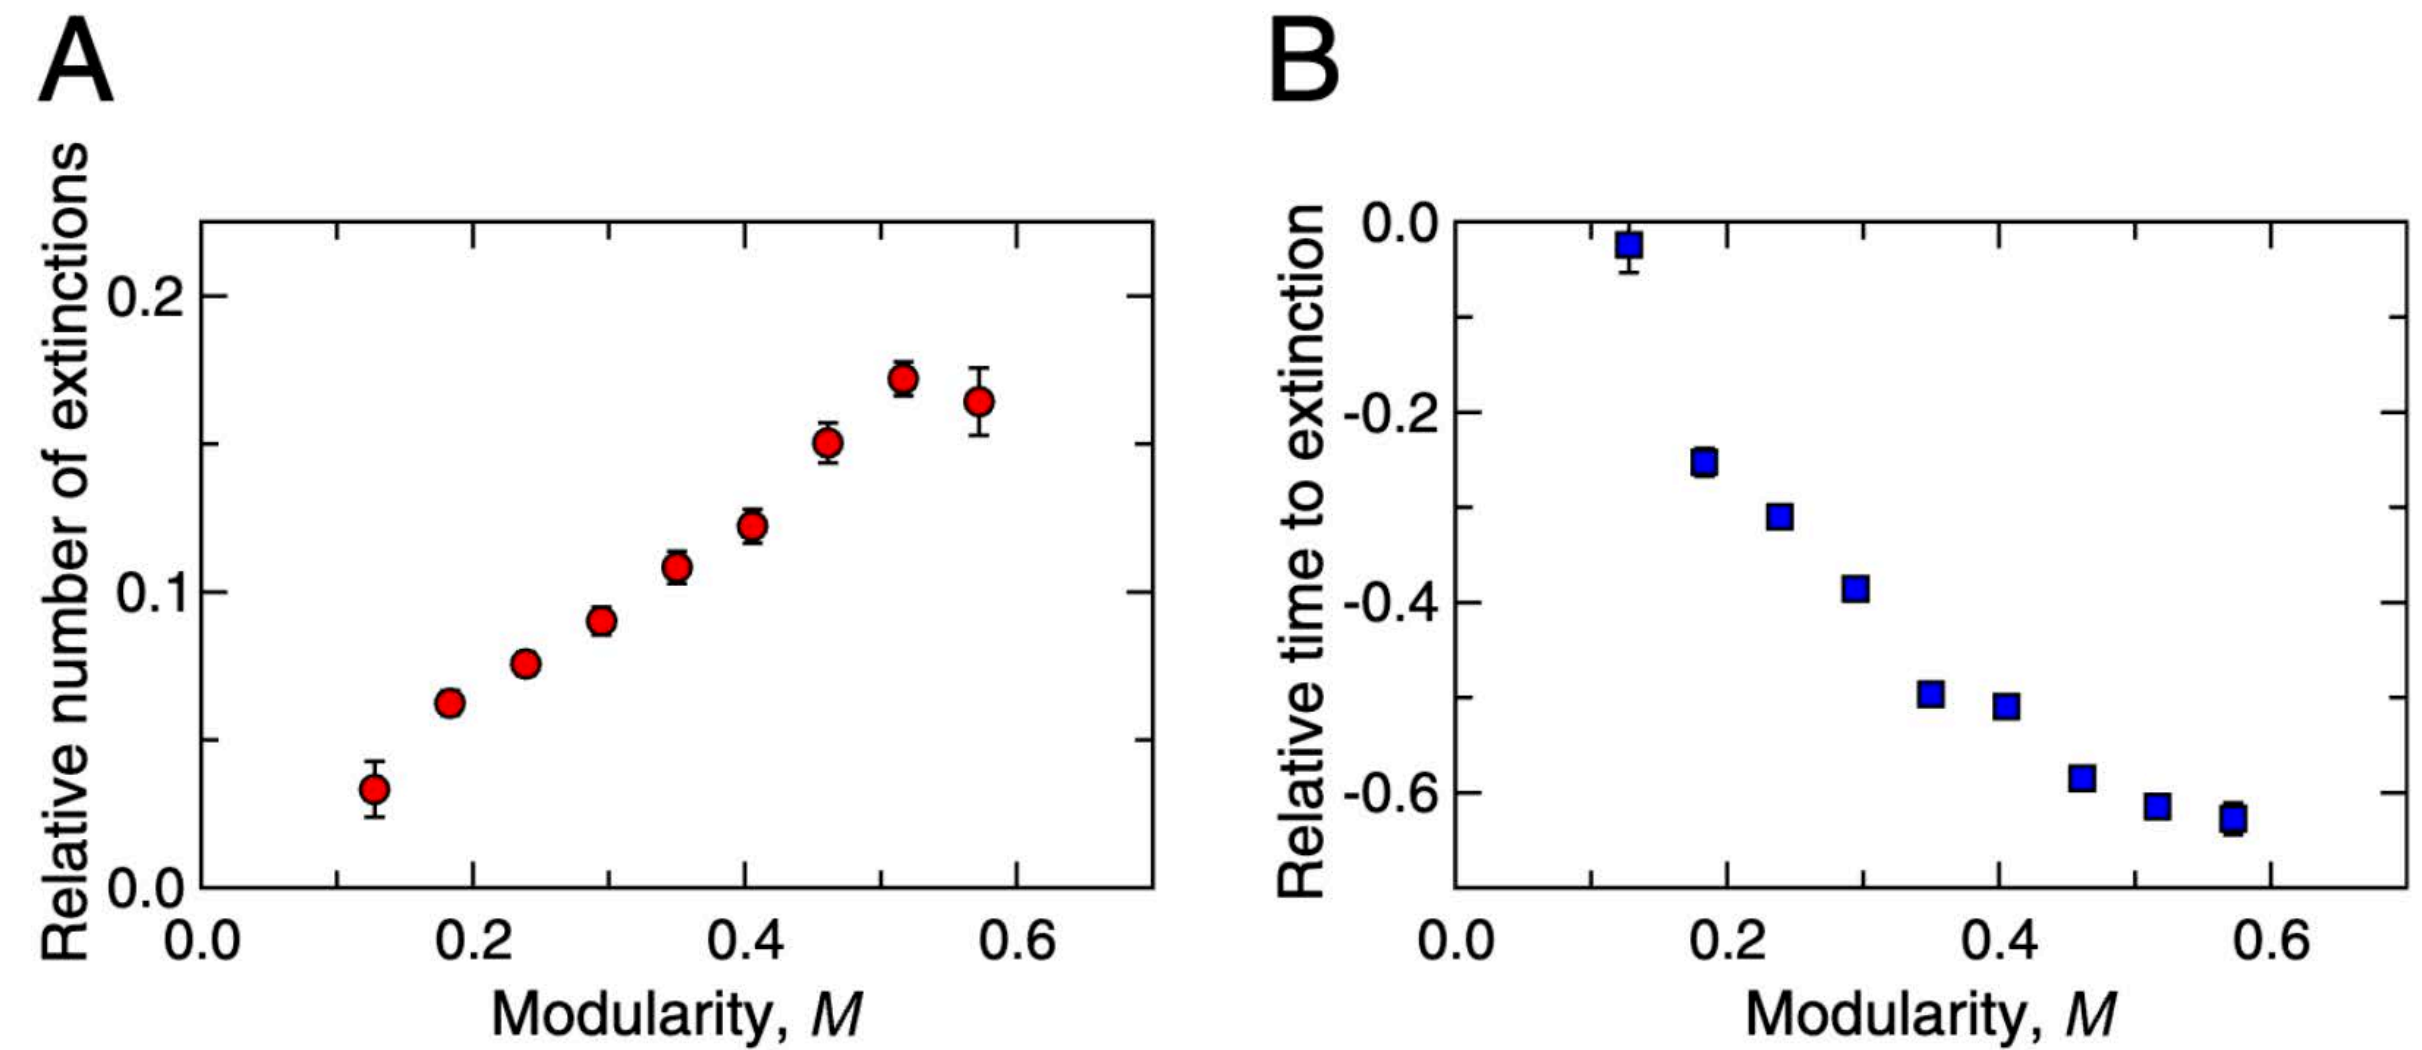 A
Relative number of extinctions
0.2
0.1
0.0
0.0 0.2 0.4 0.6
Modularity, M
B
Relative time to extinction
0.0
-0.2
-0.4
-0.6
0.0 0.2 0.4 0.6
Modularity, M